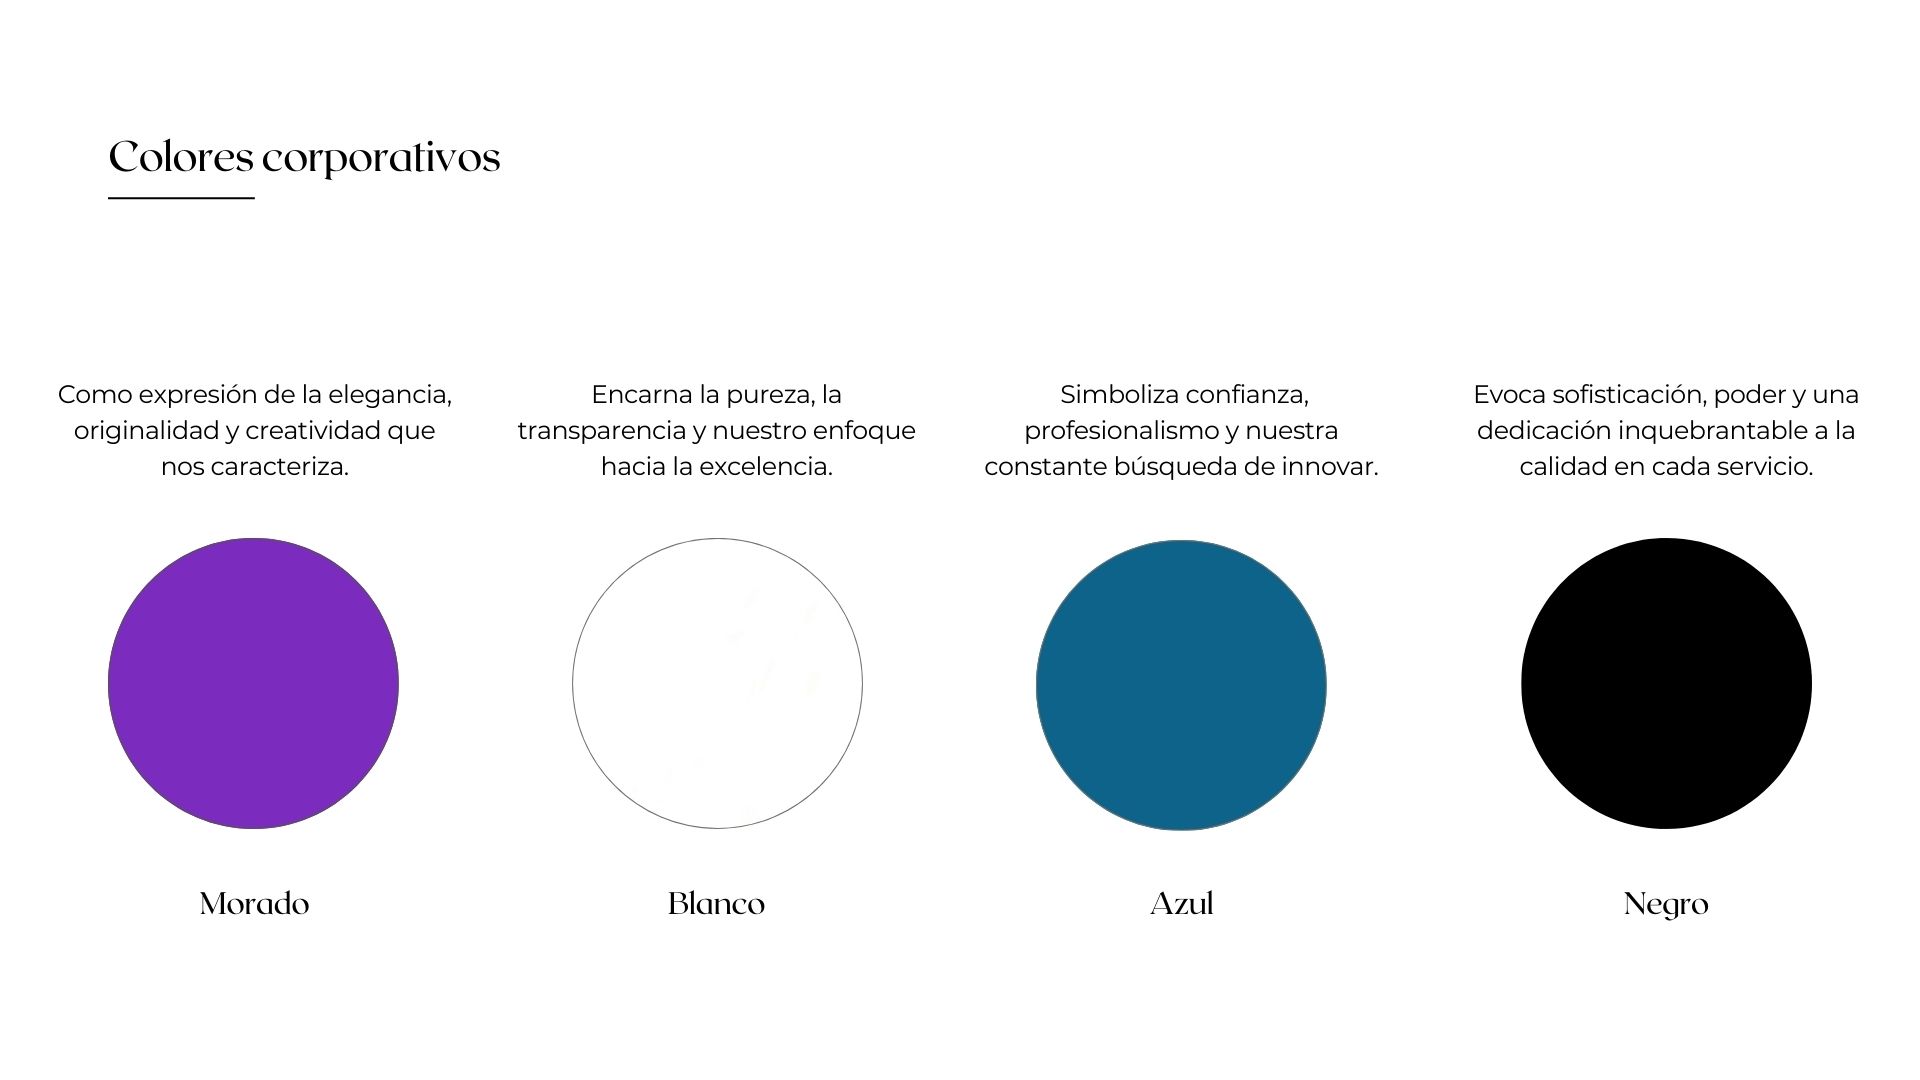 Colores corporativos
Como expresión de la elegancia,
originalidad y creatividad que
nos caracteriza.
Encarna la pureza, la
transparencia y nuestro enfoque
hacia la excelencia.
Simboliza confianza,
profesionalismo y nuestra
constante búsqueda de innovar.
Evoca sofisticación, poder y una
dedicación inquebrantable a la
calidad en cada servicio.
Morado
Blanco
Azul
Negro